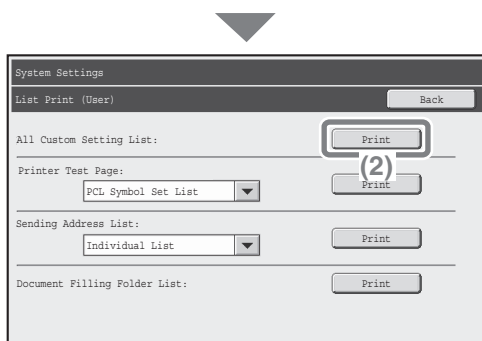 System Settings
List Print (User)
Back
All Custom Setting List:
Print
(2)
Printer Test Page:
PCL Symbol Set List
Print
Sending Address List:
Individual List
Print
Document Filling Folder List:
Print